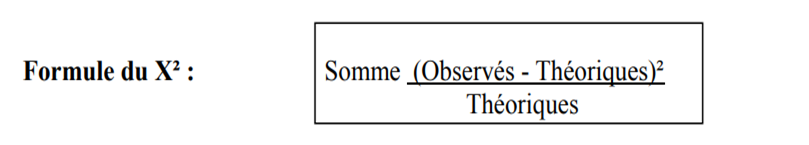 Formule du X² :
Somme (Observés - Théoriques)²
Théoriques